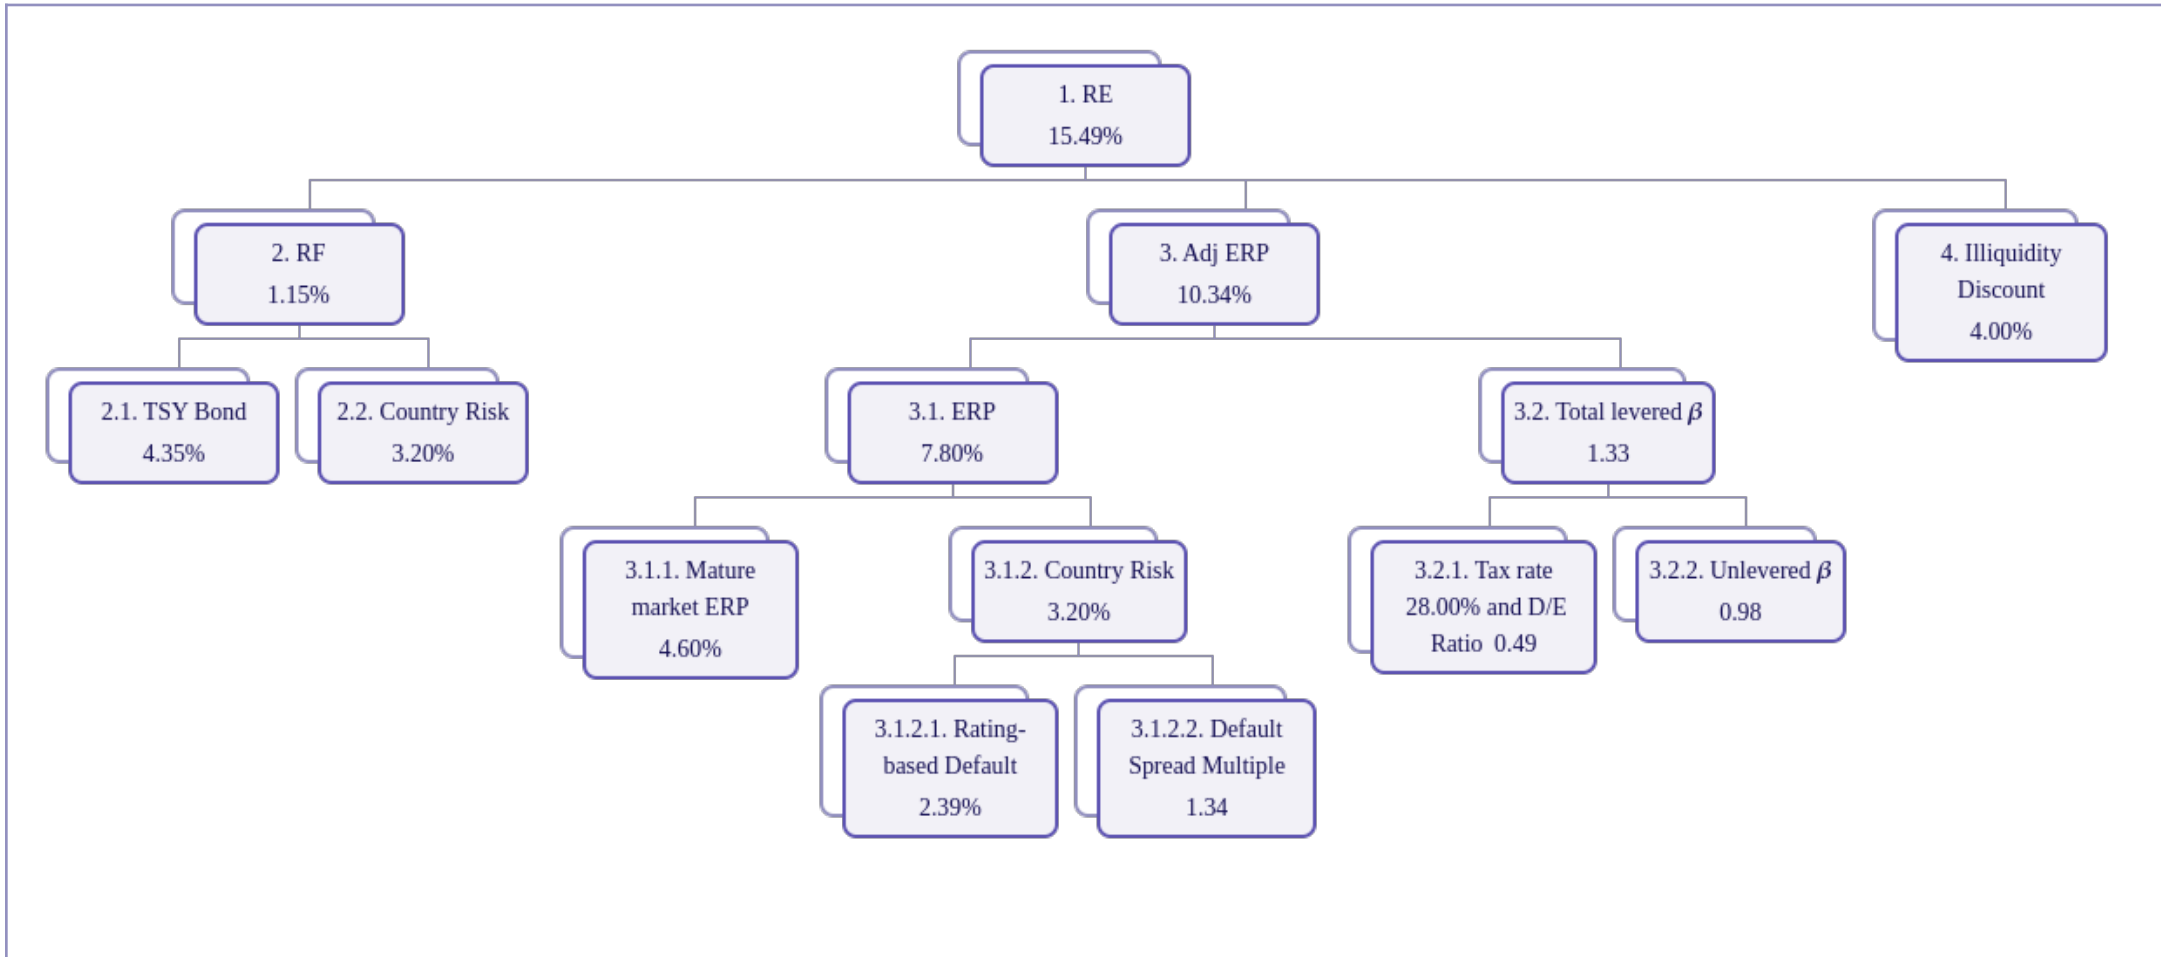 1. RE
15.49%
2. RF
1.15%
3. Adj ERP
10.34%
4. Illiquidity
Discount
4.00%
2.1. TSY Bond
4.35%
2.2. Country Risk
3.20%
3.1. ERP
7.80%
3.2. Total levered β
1.33
3.1.1. Mature
market ERP
4.60%
3.1.2. Country Risk
3.20%
3.2.1. Tax rate
28.00% and D/E
Ratio 0.49
3.2.2. Unlevered β
0.98
3.1.2.1. Rating-
based Default
2.39%
3.1.2.2. Default
Spread Multiple
1.34